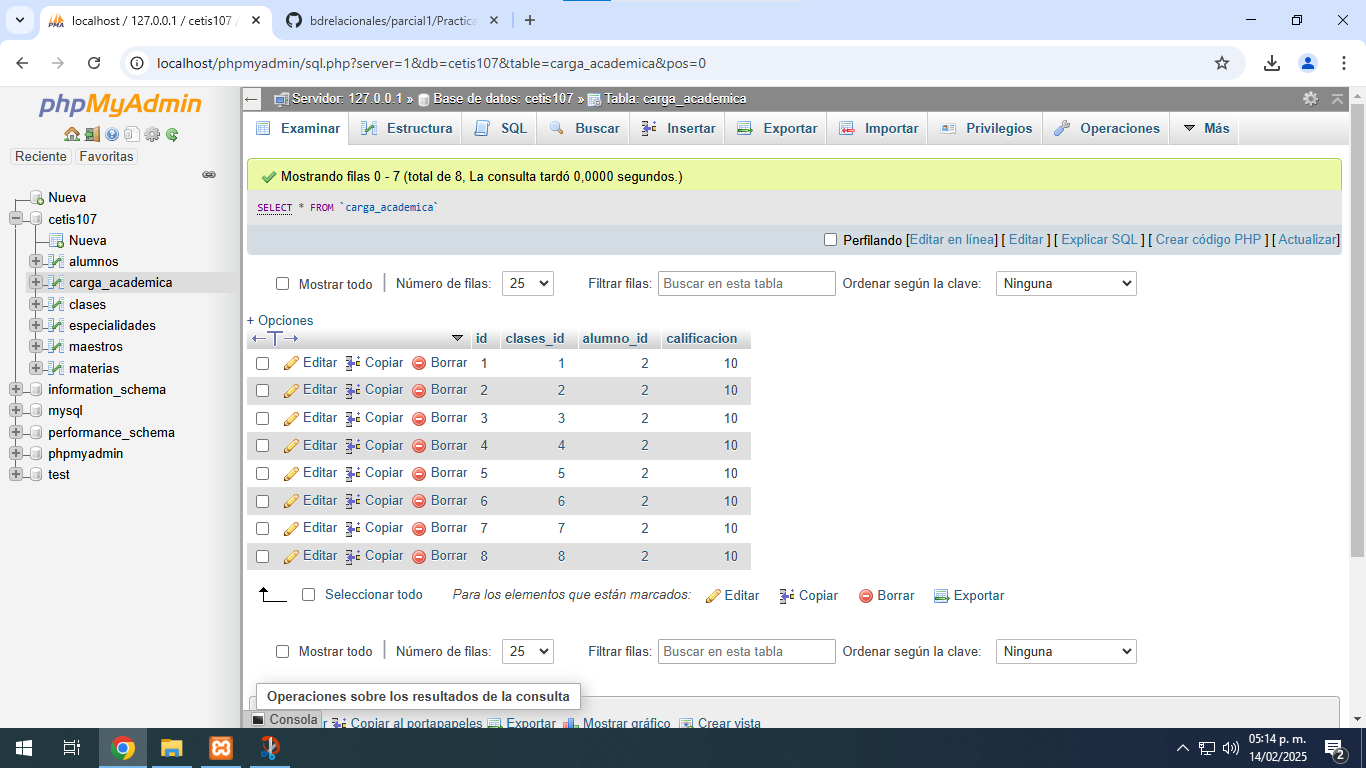 localhost / 127.0.0.1 / cetis107
bdrelacionales/parcial1/Practica
localhost/phpmyadmin/sql.php?server=1&db=cetis107&table=carga_academica&pos=0
phpMyAdmin
Reciente Favoritas
Nueva
cetis107
Nueva
alumnos
carga_academica
clases
especialidades
maestros
materias
information_schema
mysql
performance_schema
phpmyadmin
test
Servidor: 127.0.0.1 » Base de datos: cetis107 » Tabla: carga_academica
Examinar Estructura SQL Buscar Insertar Exportar Importar Privilegios Operaciones Más
Mostrando filas 0 - 7 (total de 8, La consulta tardó 0,0000 segundos.)
SELECT * FROM `carga_academica`
Perfilando [Editar en línea] [ Editar ] [ Explicar SQL ] [ Crear código PHP ] [ Actualizar]
Mostrar todo Número de filas: 25 Filtrar filas: Buscar en esta tabla Ordenar según la clave: Ninguna
+ Opciones
←T→ id clases_id alumno_id calificacion
Editar Copiar Borrar 1 1 2 10
Editar Copiar Borrar 2 2 2 10
Editar Copiar Borrar 3 3 2 10
Editar Copiar Borrar 4 4 2 10
Editar Copiar Borrar 5 5 2 10
Editar Copiar Borrar 6 6 2 10
Editar Copiar Borrar 7 7 2 10
Editar Copiar Borrar 8 8 2 10
Seleccionar todo Para los elementos que están marcados: Editar Copiar Borrar Exportar
Mostrar todo Número de filas: 25 Filtrar filas: Buscar en esta tabla Ordenar según la clave: Ninguna
Operaciones sobre los resultados de la consulta
Consola
Copiar al portapapeles Exportar Mostrar gráfico Crear vista
05:14 p. m.
14/02/2025
2